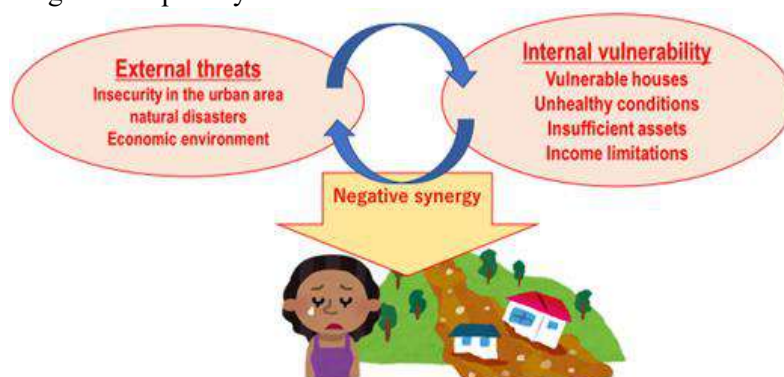 External threats
Insecurity in the urban area
natural disasters
Economic environment
Internal vulnerability
Vulnerable houses
Unhealthy conditions
Insufficient assets
Income limitations
Negative synergy